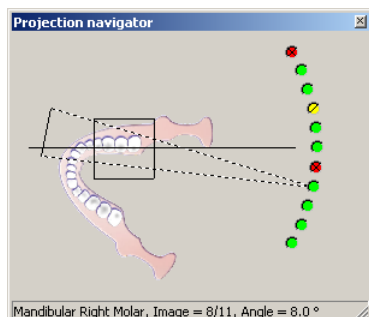 Projection navigator
Mandibular Right Molar, Image = 8/11, Angle = 8.0 °